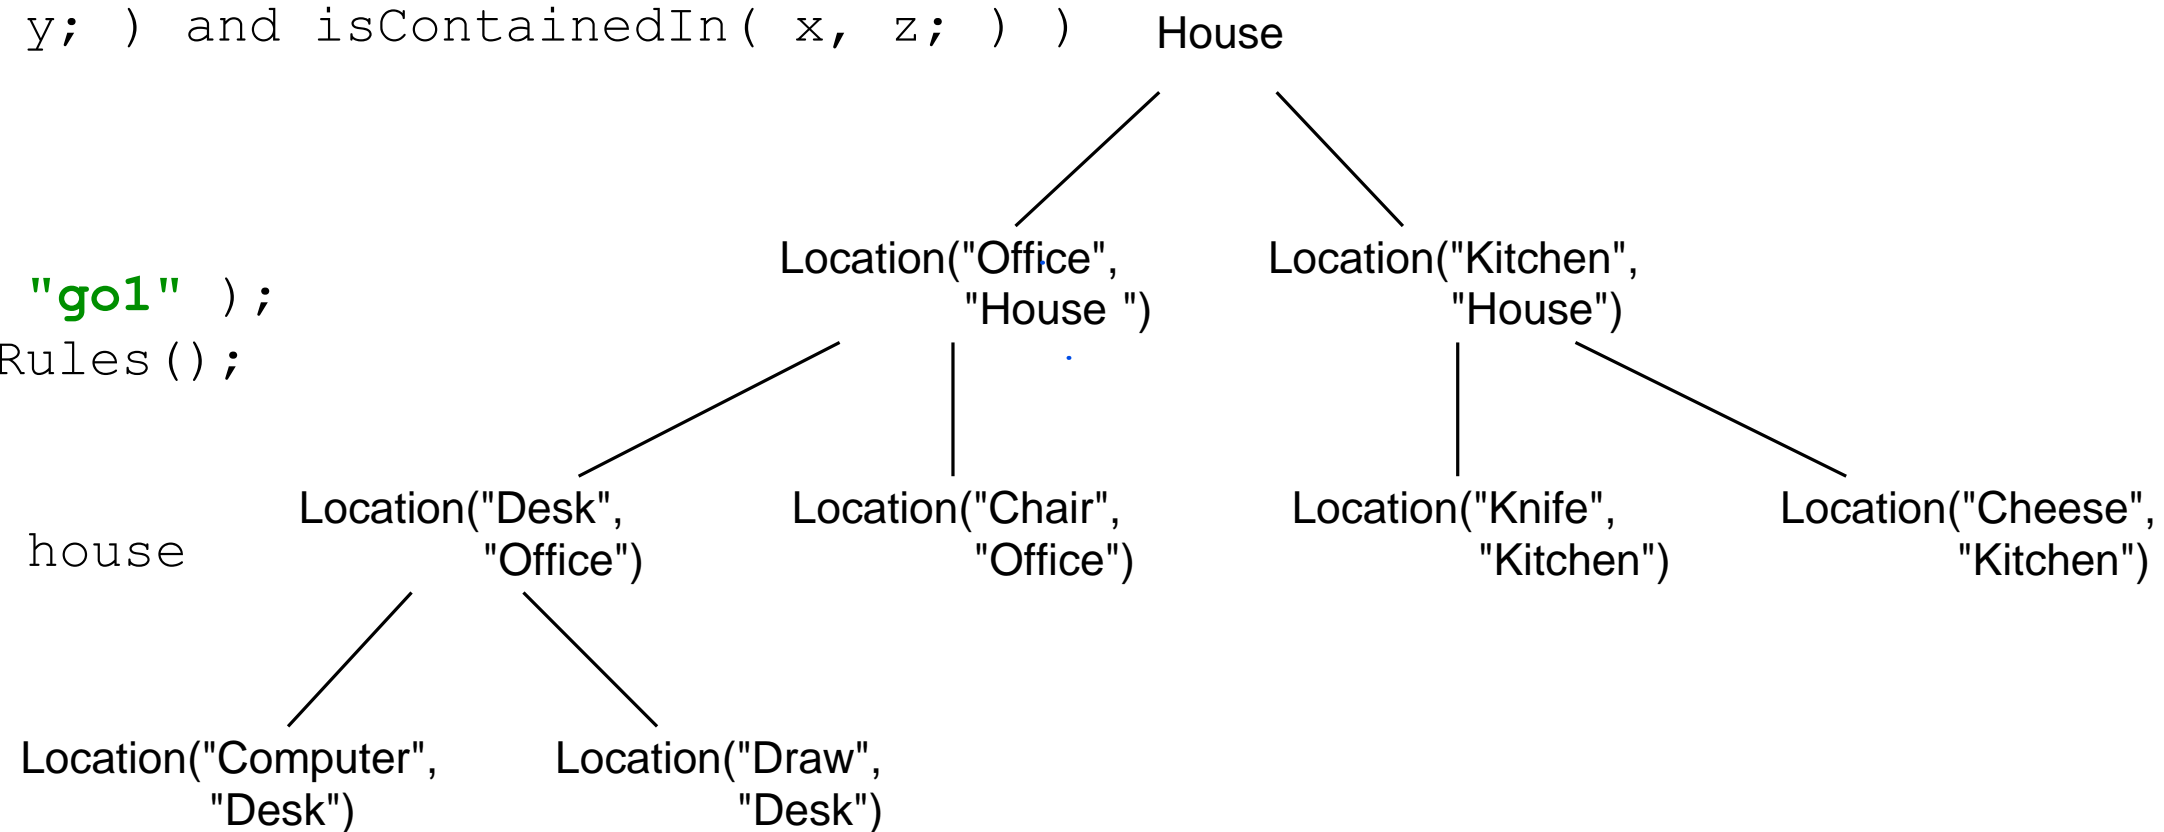 y; ) and isContainedIn( x, z; ) )
House
Location("Office",
"House ")
Location("Kitchen",
"House")
"go1" );
Rules();
Location("Desk",
"Office")
Location("Chair",
"Office")
Location("Knife",
"Kitchen")
Location("Cheese",
"Kitchen")
house
Location("Computer",
"Desk")
Location("Draw",
"Desk")